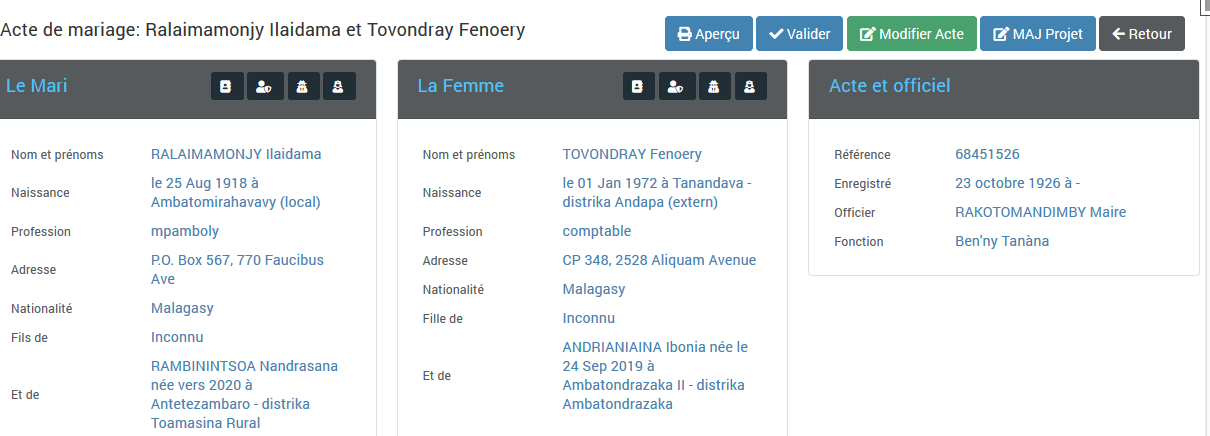 Acte de mariage: Ralaimamonjy Ilaidama et Tovondray Fenoery
Aperçu
Valider
Modifier Acte
MAJ Projet
Retour
Le Mari
Nom et prénoms RALAIMAMONJY Ilaidama
Naissance le 25 Aug 1918 à
Ambatomirahavavy (local)
Profession mpamboly
Adresse P.O. Box 567, 770 Faucibus
Ave
Nationalité Malagasy
Fils de Inconnu
Et de RAMBININTSOA Nandrasana
née vers 2020 à
Antetezambaro - distrika
Toamasina Rural
La Femme
Nom et prénoms TOVONDRAY Fenoery
Naissance le 01 Jan 1972 à Tanandava -
distrika Andapa (extern)
Profession comptable
Adresse CP 348, 2528 Aliquam Avenue
Nationalité Malagasy
Fille de Inconnu
Et de ANDRIANIAINA Ibonia née le
24 Sep 2019 à
Ambatondrazaka II - distrika
Ambatondrazaka
Acte et officiel
Référence 68451526
Enregistré 23 octobre 1926 à -
Officier RAKOTOMANDIMBY Maire
Fonction Ben'ny Tanàna